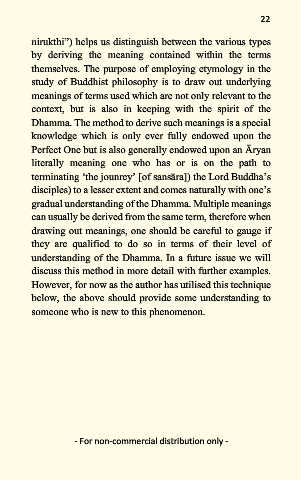 22
nirukthi”) helps us distinguish between the various types
by deriving the meaning contained within the terms
themselves. The purpose of employing etymology in the
study of Buddhist philosophy is to draw out underlying
meanings of terms used which are not only relevant to the
context, but is also in keeping with the spirit of the
Dhamma. The method to derive such meanings is a special
knowledge which is only ever fully endowed upon the
Perfect One but is also generally endowed upon an Āryan
literally meaning one who has or is on the path to
terminating ‘the jounrey’ [of sansāra]) the Lord Buddha’s
disciples) to a lesser extent and comes naturally with one’s
gradual understanding of the Dhamma. Multiple meanings
can usually be derived from the same term, therefore when
drawing out meanings, one should be careful to gauge if
they are qualified to do so in terms of their level of
understanding of the Dhamma. In a future issue we will
discuss this method in more detail with further examples.
However, for now as the author has utilised this technique
below, the above should provide some understanding to
someone who is new to this phenomenon.
- For non-commercial distribution only -